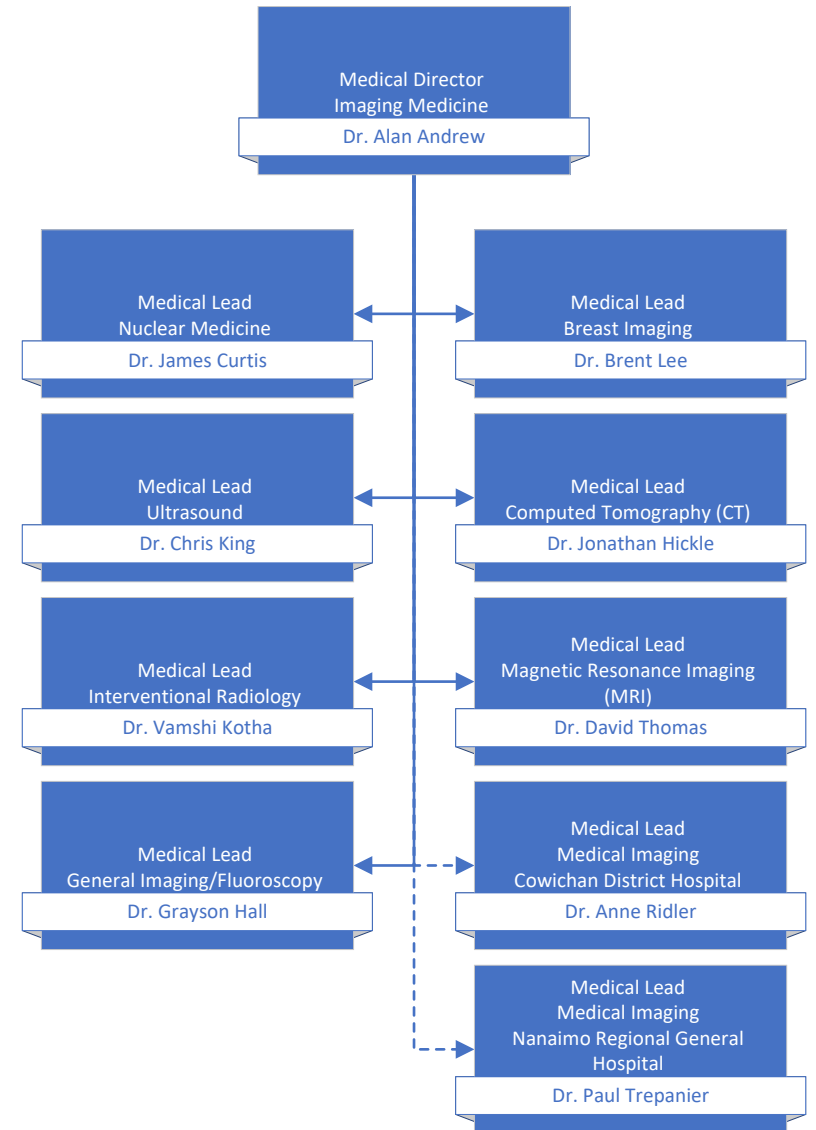 Medical Director
Imaging Medicine
Dr. Alan Andrew
Medical Lead
Nuclear Medicine
Dr. James Curtis
Medical Lead
Breast Imaging
Dr. Brent Lee
Medical Lead
Ultrasound
Dr. Chris King
Medical Lead
Computed Tomography (CT)
Dr. Jonathan Hickle
Medical Lead
Interventional Radiology
Dr. Vamshi Kotha
Medical Lead
Magnetic Resonance Imaging
(MRI)
Dr. David Thomas
Medical Lead
General Imaging/Fluoroscopy
Dr. Grayson Hall
Medical Lead
Medical Imaging
Cowichan District Hospital
Dr. Anne Ridler
Medical Lead
Medical Imaging
Nanaimo Regional General
Hospital
Dr. Paul Trepanier